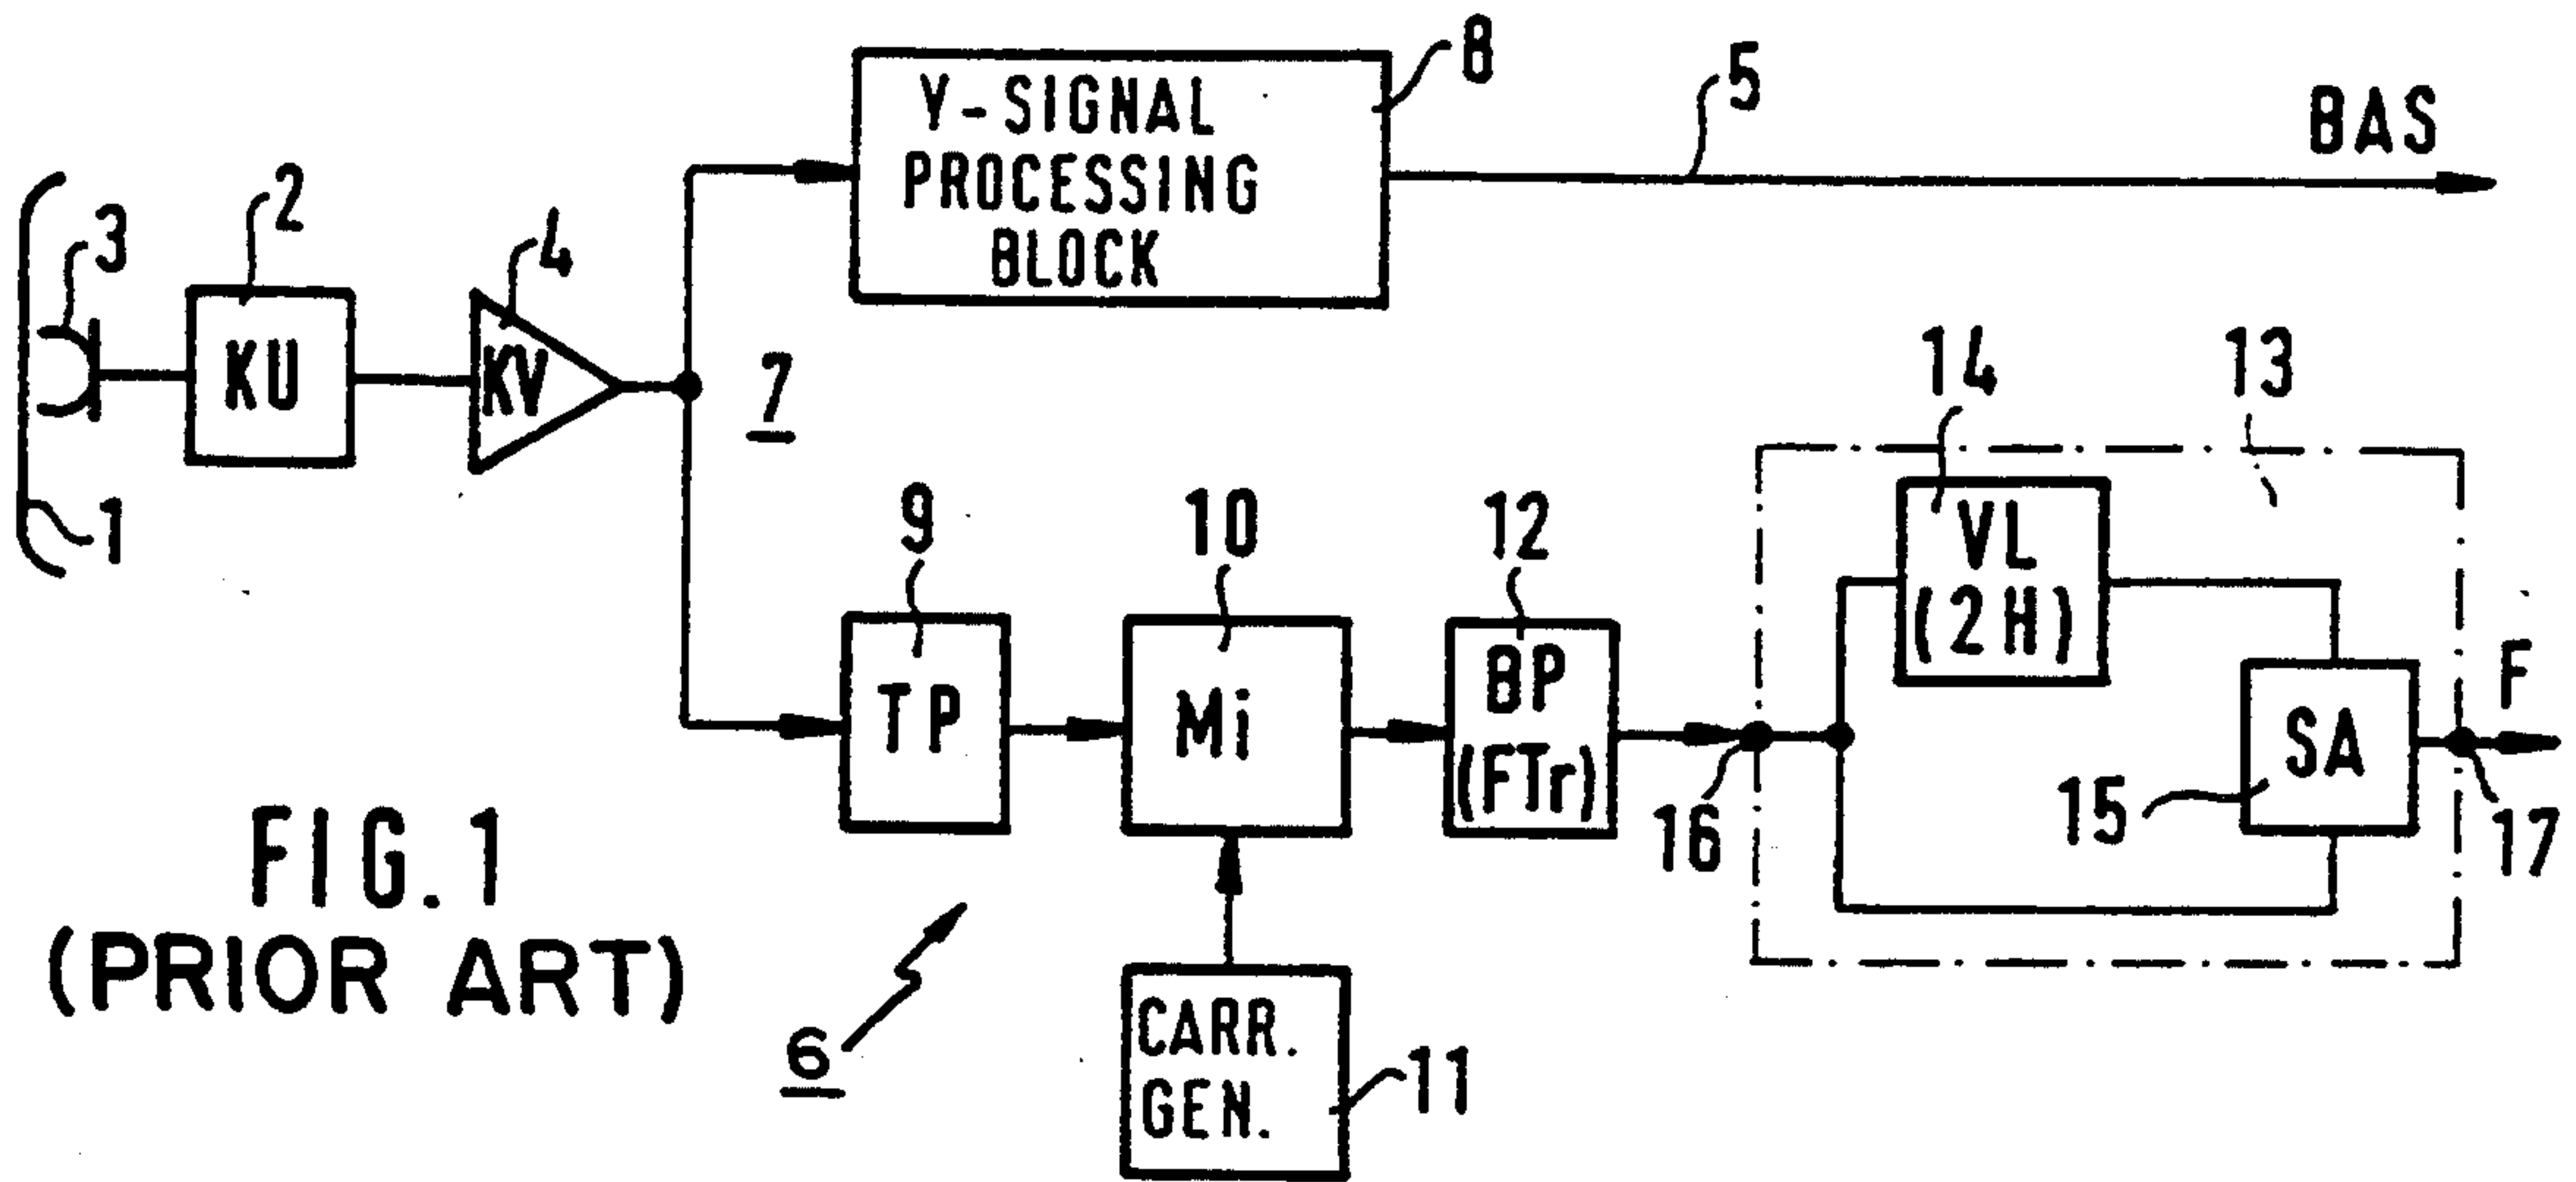 8
5
Y-SIGNAL
PROCESSING
BLOCK
BAS
2
3
4
KU
KV
7
1
14
13
9
10
12
VL
(2H)
TP
Mi
BP
(FTr)
F
SA
15
16
17
FIG.1
(PRIOR ART)
6
CARR.
GEN.
11